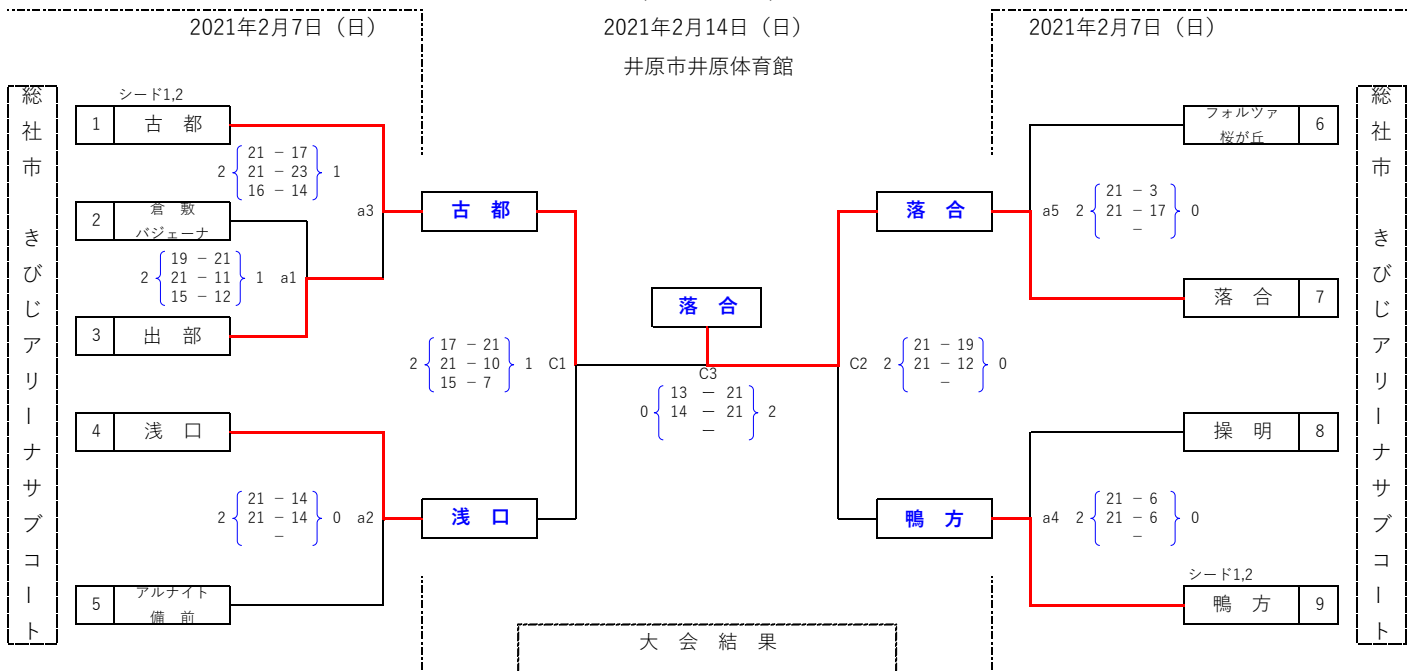 2021年2月7日（日）
2021年2月14日（日）
2021年2月7日（日）
井原市井原体育館
総社市 きびじアリーナサブコート
シード1,2
1 古 都
21 - 17
2 21 - 23 1
16 - 14
a3
2 倉 敷
バジェーナ
19 - 21
2 21 - 11 1 a1
15 - 12
3 出 部
古 都
17 - 21
2 21 - 10 1 C1
15 - 7
4 浅 口
21 - 14
2 21 - 14 0 a2
-
浅 口
5 アルナイト
備 前
落 合
C3
13 － 21
0 14 － 21 2
－
落 合
21 - 19
C2 2 21 - 12 0
-
鴨 方
フォルツァ
桜が丘 6
21 - 3
a5 2 21 - 17 0
-
落 合 7
操 明 8
21 - 6
a4 2 21 - 6 0
-
シード1,2
鴨 方 9
総社市 きびじアリーナサブコート
大 会 結 果